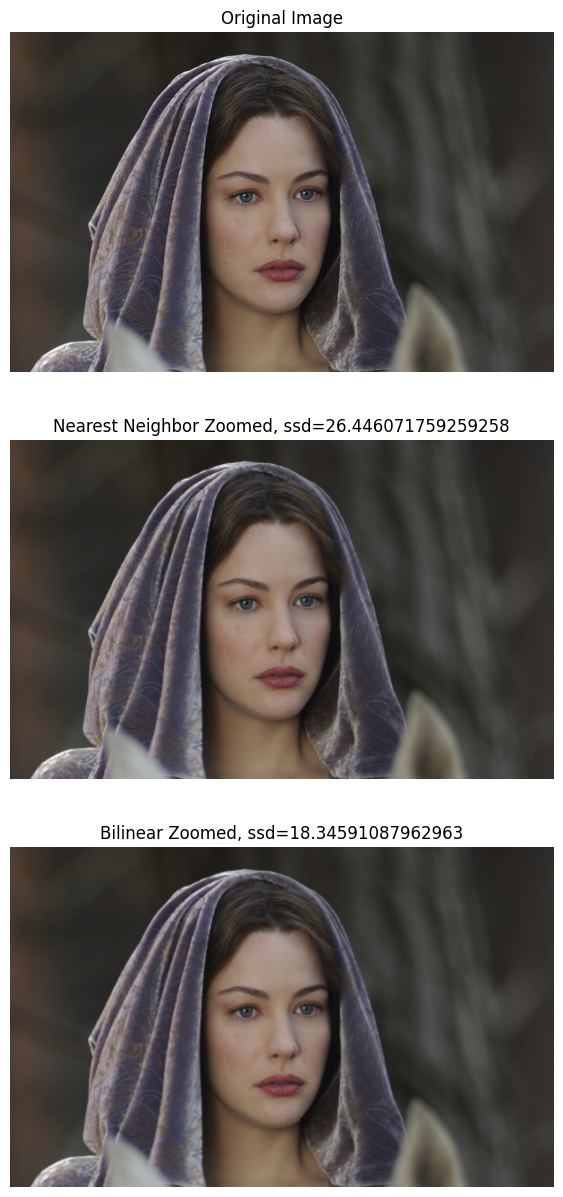 Original Image
Nearest Neighbor Zoomed, ssd=26.446071759259258
Bilinear Zoomed, ssd=18.34591087962963